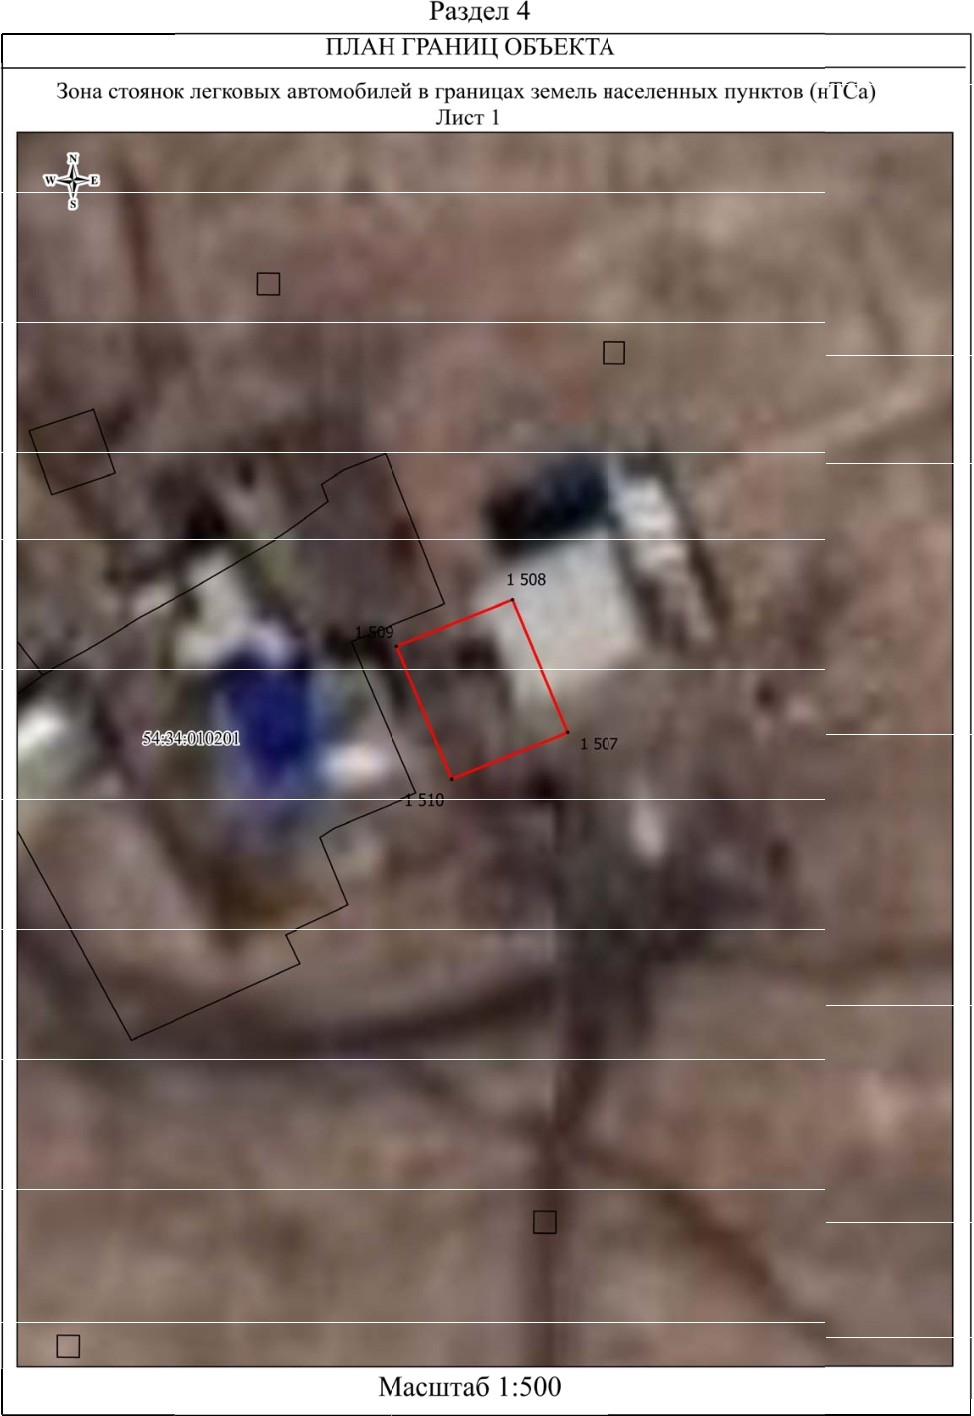 Раздел 4
ПЛАН ГРАНИЦ ОБЪЕКТА
Зона стоянок легковых автомобилей в границах земель населенных пунктов (нТСа)
Лист 1
N
W E
S
1 508
1 509
54:34:010201
1 507
1 510
Масштаб 1:500